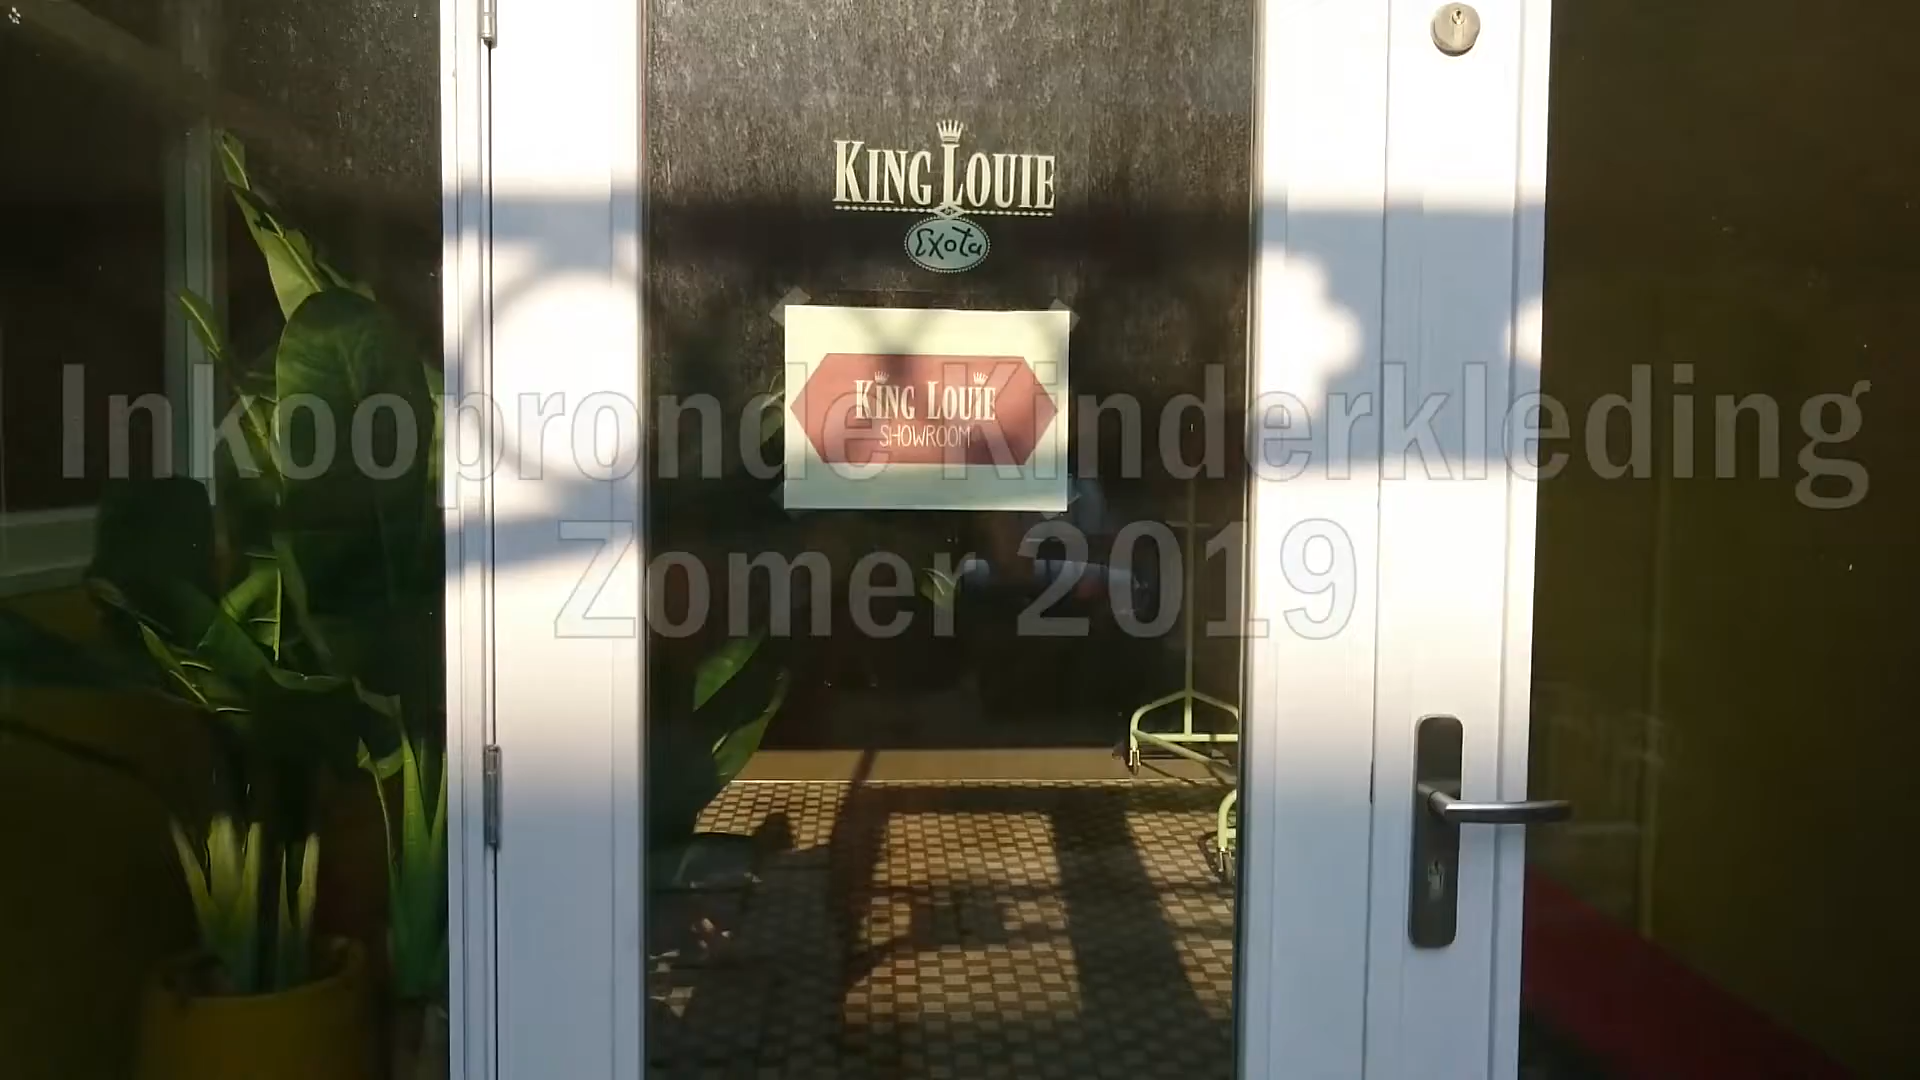 KING LOUIE
Exota
KING LOUIE
SHOWROOM
Inkoopronde Kinderkleding
Zomer 2019